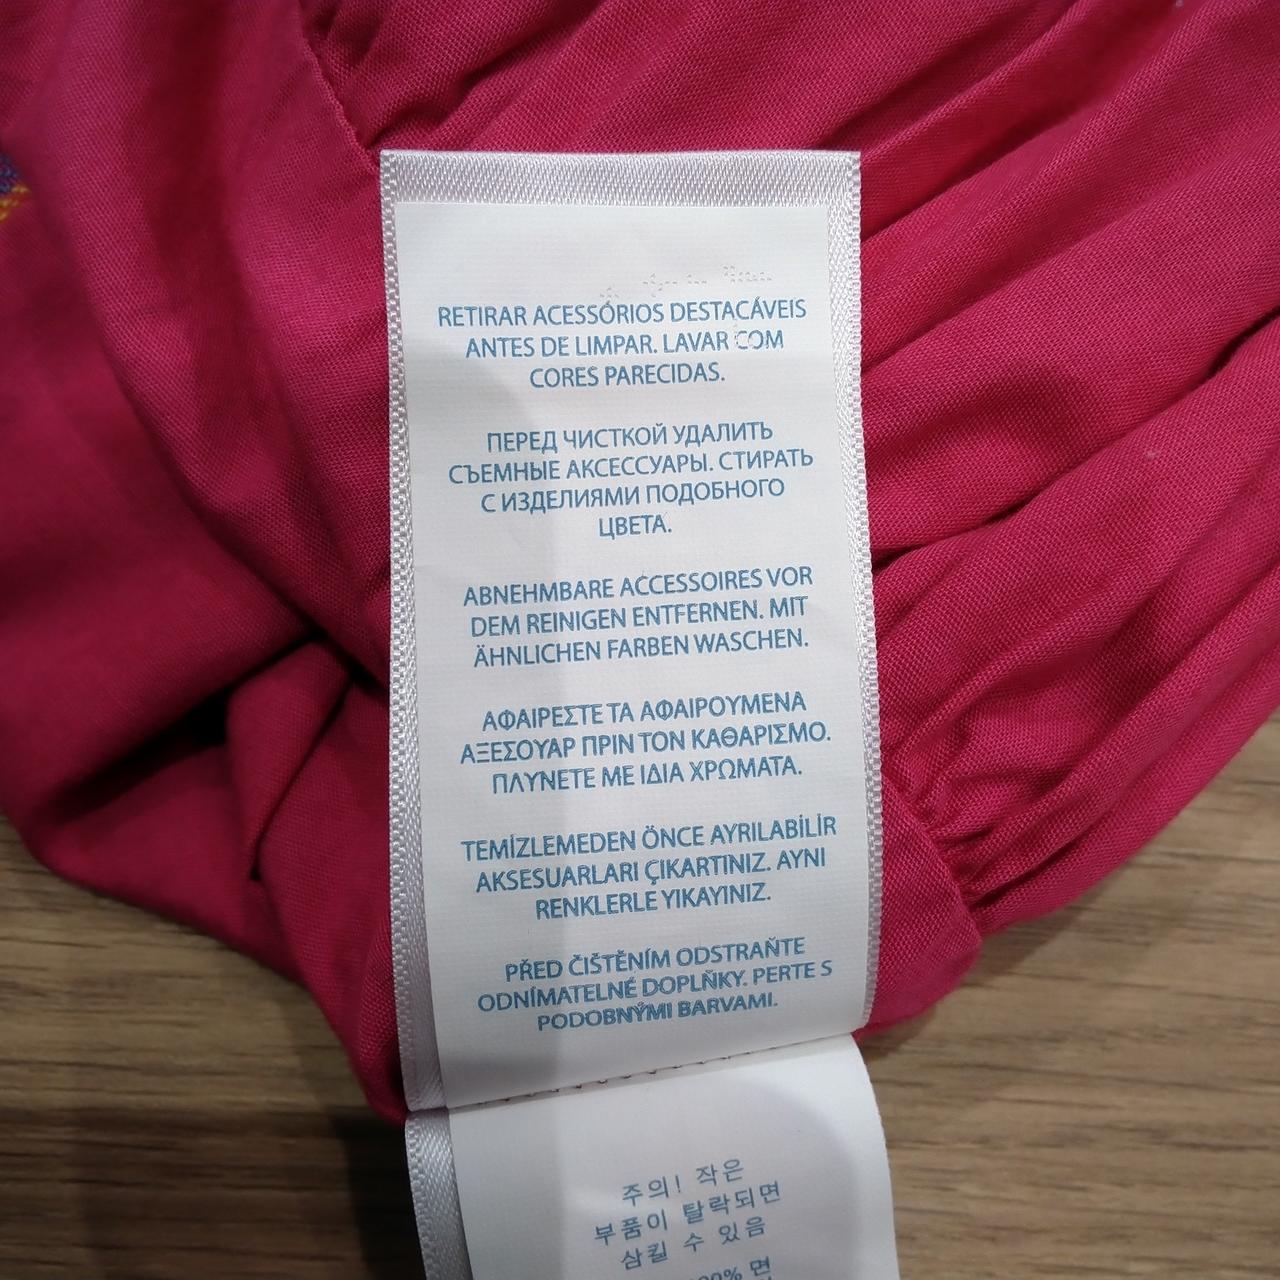 RETIRAR ACESSÓRIOS DESTACÁVEIS
ANTES DE LIMPAR. LAVAR COM
CORES PARECIDAS.
ПЕРЕД ЧИСТКОЙ УДАЛИТЬ
СЪЕМНЫЕ АКСЕССУАРЫ. СТИРАТЬ
С ИЗДЕЛИЯМИ ПОДОБНОГО
ЦВЕТА.
ABNEHMBARE ACCESSOIRES VOR
DEM REINIGEN ENTFERNEN. MIT
ÄHNLICHEN FARBEN WASCHEN.
ΑΦΑΙΡΕΣΤΕ ΤΑ ΑΦΑΙΡΟΥΜΕΝΑ
ΑΞΕΣΟΥΑΡ ΠΡΙΝ ΤΟΝ ΚΑΘΑΡΙΣΜΟ.
ΠΛΥΝΕΤΕ ΜΕ ΙΔΙΑ ΧΡΩΜΑΤΑ.
TEMİZLEMEDEN ÖNCE AYRILABİLİR
AKSESUARLARI ÇIKARTINIZ. AYNI
RENKLERLE YIKAYINIZ.
PŘED ČIŠTĚNÍM ODSTRAŇTE
ODNÍMATELNÉ DOPLŇKY. PERTE S
PODOBNÝMI BARVAMI.
주의! 작은
부품이 탈락되면
삼킬 수 있음
면